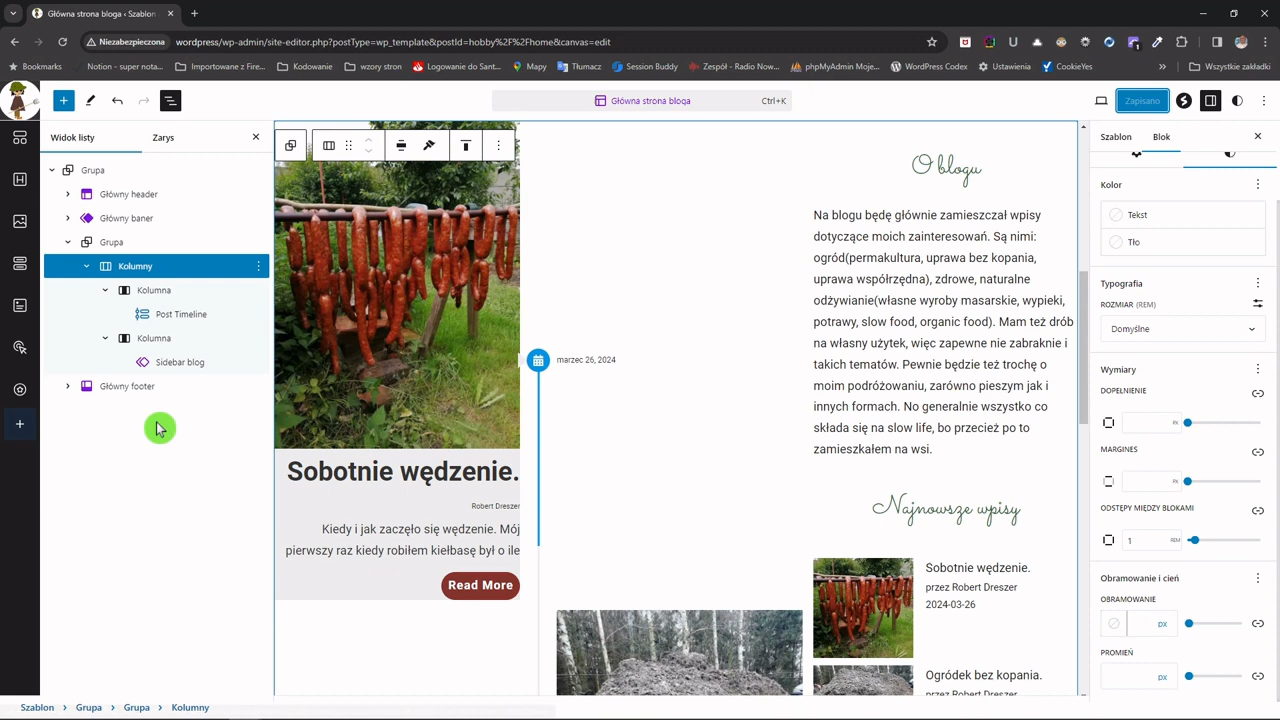 Główna strona bloga ‹ Szablon ‹
Niezabezpieczona
wordpress/wp-admin/site-editor.php?postType=wp_template&postId=hobby%2F%2Fhome&canvas=edit
Bookmarks
Notion - super nota...
Importowane z Fire...
Kodowanie
wzory stron
Logowanie do Sant...
Mapy
Tłumacz
Session Buddy
Zespół - Radio Now...
phpMyAdmin Moje...
WordPress Codex
Ustawienia
CookieYes
Wszystkie zakładki
Główna strona bloga
Ctrl+K
Zapisano
Widok listy
Zarys
Szablon
Blok
Grupa
Główny header
Główny baner
Grupa
Kolumny
Kolumna
Post Timeline
Kolumna
Sidebar blog
Główny footer
Sobotnie wędzenie.
Robert Dreszer
Kiedy i jak zaczęło się wędzenie. Mój
pierwszy raz kiedy robiłem kiełbasę był o ile
Read More
marzec 26, 2024
O blogu
Na blogu będę głównie zamieszczał wpisy
dotyczące moich zainteresowań. Są nimi:
ogród(permakultura, uprawa bez kopania,
uprawa współrzędna), zdrowe, naturalne
odżywianie(własne wyroby masarskie, wypieki,
potrawy, slow food, organic food). Mam też drób
na własny użytek, więc zapewne nie zabraknie i
takich tematów. Pewnie będzie też trochę o
moim podróżowaniu, zarówno pieszym jak i
innych formach. No generalnie wszystko co
składa się na slow life, bo przecież po to
zamieszkałem na wsi.
Najnowsze wpisy
Sobotnie wędzenie.
przez Robert Dreszer
2024-03-26
Ogródek bez kopania.
przez Robert Dreszer
Kolor
Tekst
Tło
Typografia
ROZMIAR (REM)
Domyślne
Wymiary
DOPEŁNIENIE
PX
MARGINES
PX
ODSTĘPY MIĘDZY BLOKAMI
1 REM
Obramowanie i cień
OBRAMOWANIE
px
PROMIEŃ
px
Szablon › Grupa › Grupa › Kolumny